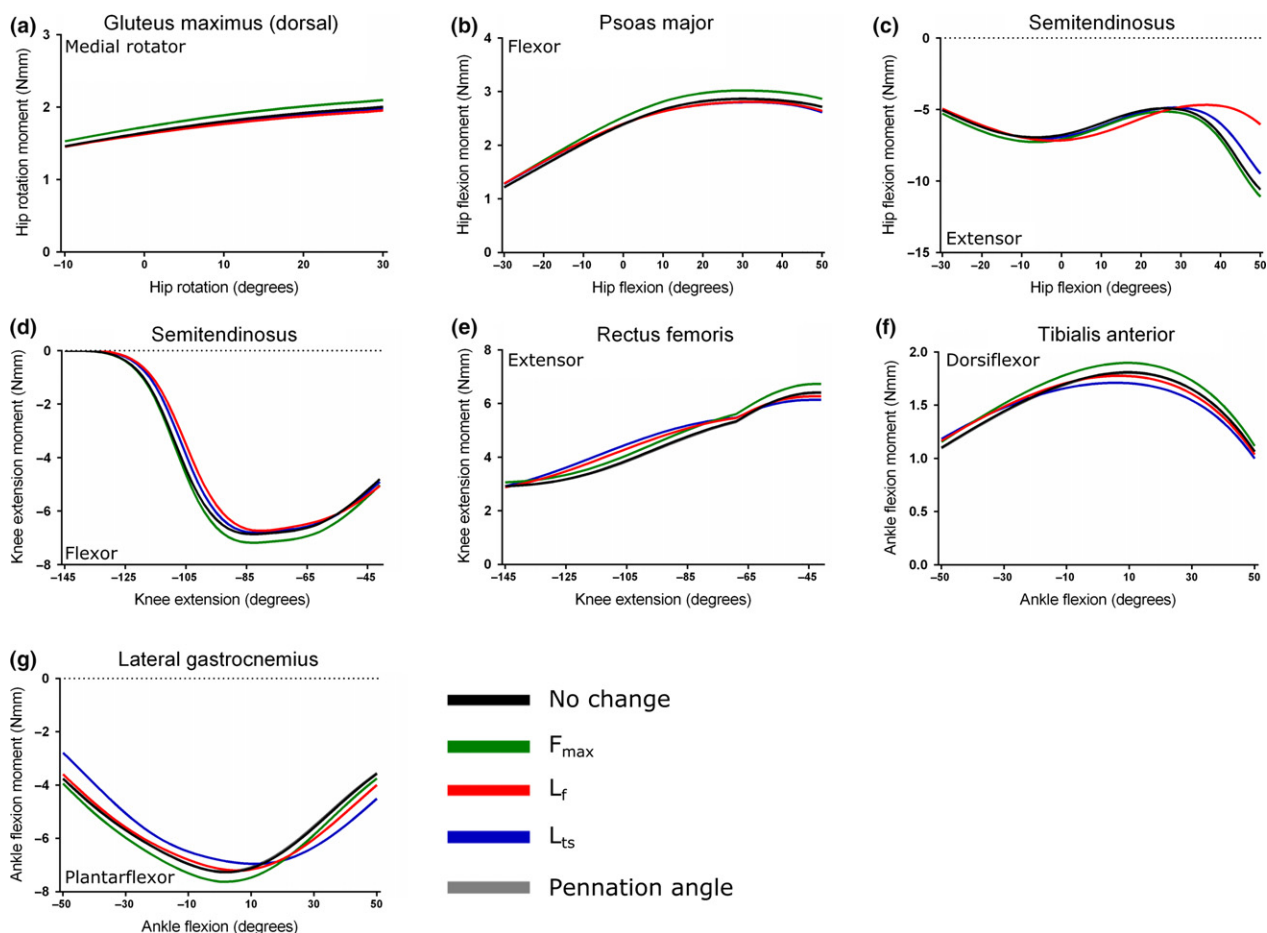 (a) Gluteus maximus (dorsal)
Medial rotator
Hip rotation moment (Nmm)
3
2
1
0
–10 0 10 20 30
Hip rotation (degrees)
(b) Psoas major
Flexor
Hip flexion moment (Nmm)
4
3
2
1
0
–30 –20 –10 0 10 20 30 40 50
Hip flexion (degrees)
(c) Semitendinosus
Hip flexion moment (Nmm)
0
–5
–10
–15
Extensor
–30 –20 –10 0 10 20 30 40 50
Hip flexion (degrees)
(d) Semitendinosus
Knee extension moment (Nmm)
0
–2
–4
–6
–8
Flexor
–145 –125 –105 –85 –65 –45
Knee extension (degrees)
(e) Rectus femoris
Extensor
Knee extension moment (Nmm)
8
6
4
2
0
–145 –125 –105 –85 –65 –45
Knee extension (degrees)
(f) Tibialis anterior
Dorsiflexor
Ankle flexion moment (Nmm)
2.0
1.5
1.0
0.5
0.0
–50 –30 –10 10 30 50
Ankle flexion (degrees)
(g) Lateral gastrocnemius
Ankle flexion moment (Nmm)
0
–2
–4
–6
–8
Plantarflexor
–50 –30 –10 10 30 50
Ankle flexion (degrees)
No change
Fmax
Lf
Lts
Pennation angle